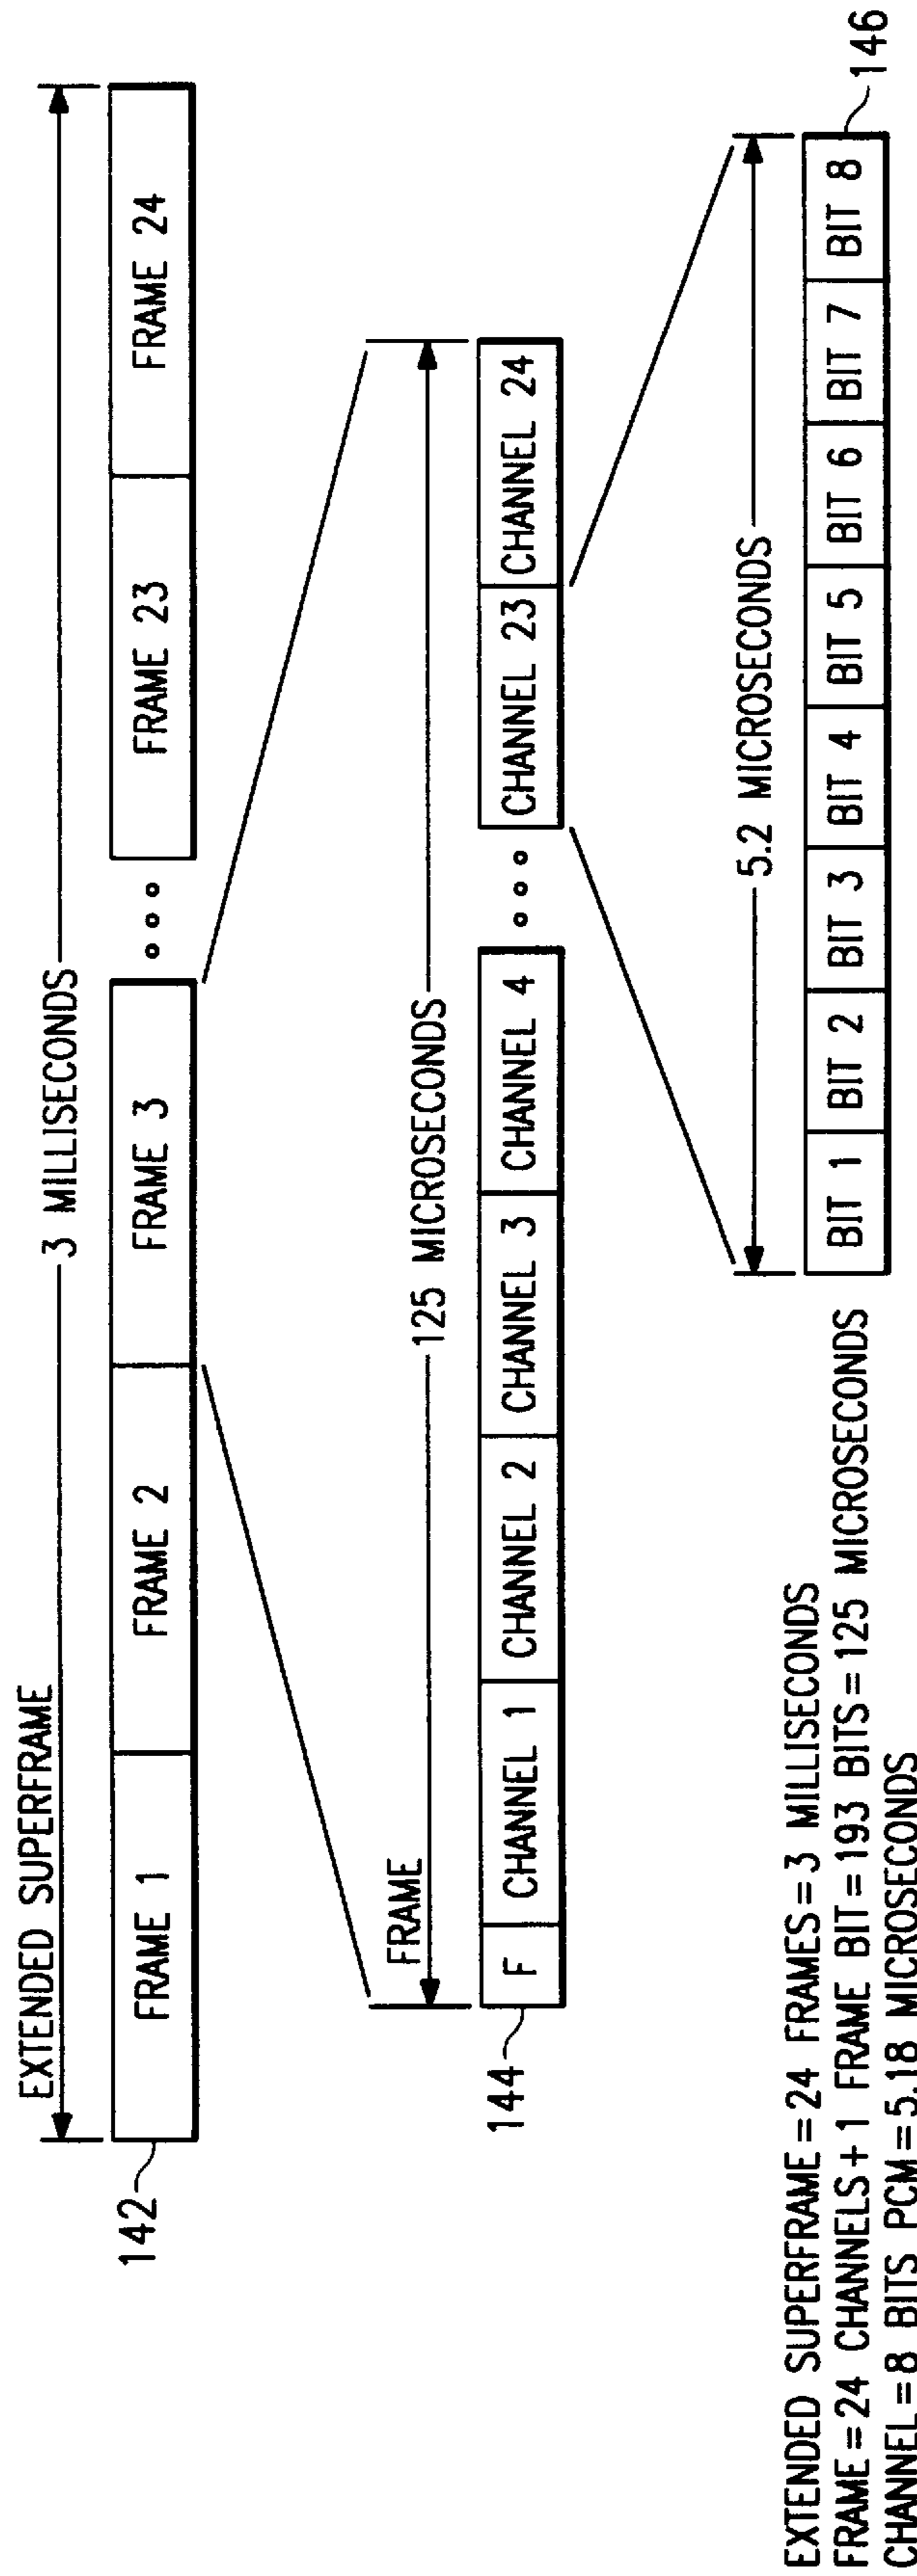 EXTENDED SUPERFRAME
3 MILLISECONDS
142
FRAME 1
FRAME 2
FRAME 3
FRAME 23
FRAME 24
FRAME
125 MICROSECONDS
144
F
CHANNEL 1
CHANNEL 2
CHANNEL 3
CHANNEL 4
CHANNEL 23
CHANNEL 24
5.2 MICROSECONDS
BIT 1
BIT 2
BIT 3
BIT 4
BIT 5
BIT 6
BIT 7
BIT 8
146
EXTENDED SUPERFRAME = 24 FRAMES = 3 MILLISECONDS
FRAME = 24 CHANNELS + 1 FRAME BIT = 193 BITS = 125 MICROSECONDS
CHANNEL = 8 BITS PCM = 5.18 MICROSECONDS